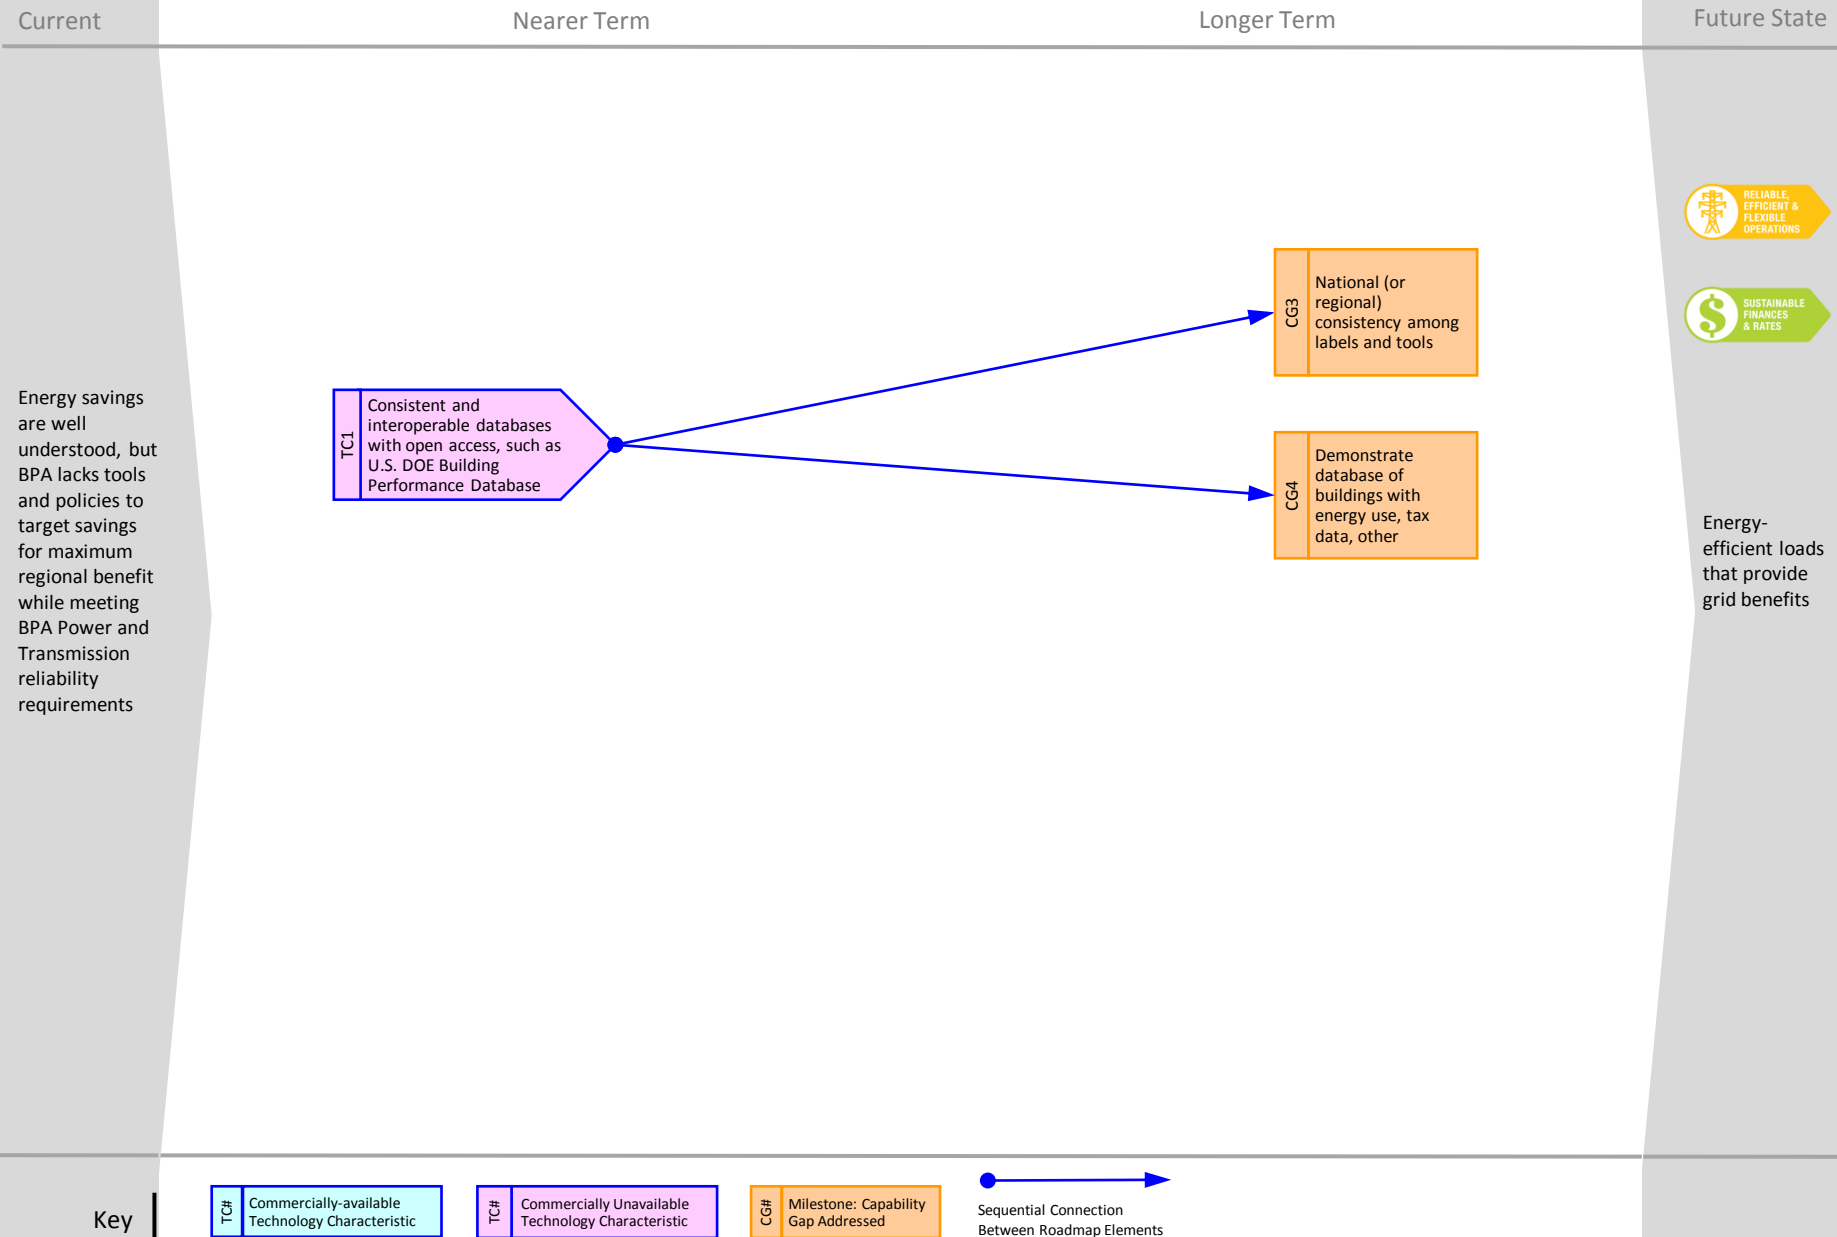 Current
Nearer Term
Longer Term
Future State
RELIABLE,
EFFICIENT &
FLEXIBLE
OPERATIONS
SUSTAINABLE
FINANCES
& RATES
$
Energy savings
are well
understood, but
BPA lacks tools
and policies to
target savings
for maximum
regional benefit
while meeting
BPA Power and
Transmission
reliability
requirements
TC1
Consistent and
interoperable databases
with open access, such as
U.S. DOE Building
Performance Database
CG3
National (or
regional)
consistency among
labels and tools
CG4
Demonstrate
database of
buildings with
energy use, tax
data, other
Energy-
efficient loads
that provide
grid benefits
Key
TC#
Commercially-available
Technology Characteristic
TC#
Commercially Unavailable
Technology Characteristic
CG#
Milestone: Capability
Gap Addressed
Sequential Connection
Between Roadmap Elements